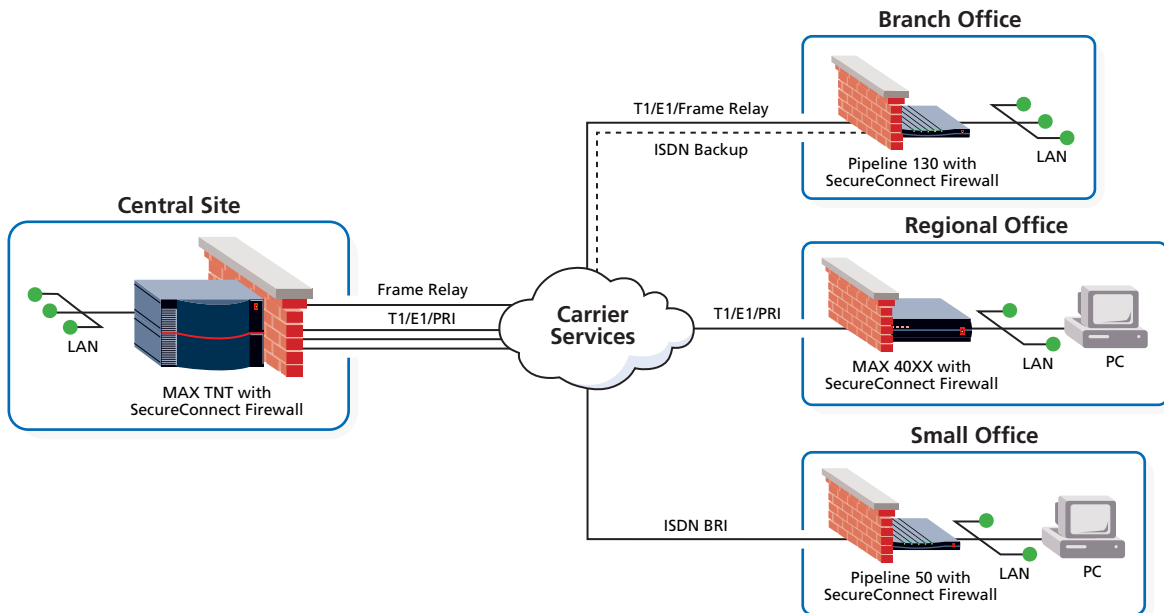 Branch Office
T1/E1/Frame Relay
ISDN Backup
LAN
Pipeline 130 with
SecureConnect Firewall
Central Site
LAN
MAX TNT with
SecureConnect Firewall
Frame Relay
T1/E1/PRI
Carrier
Services
Regional Office
T1/E1/PRI
LAN
PC
MAX 40XX with
SecureConnect Firewall
Small Office
ISDN BRI
LAN
PC
Pipeline 50 with
SecureConnect Firewall